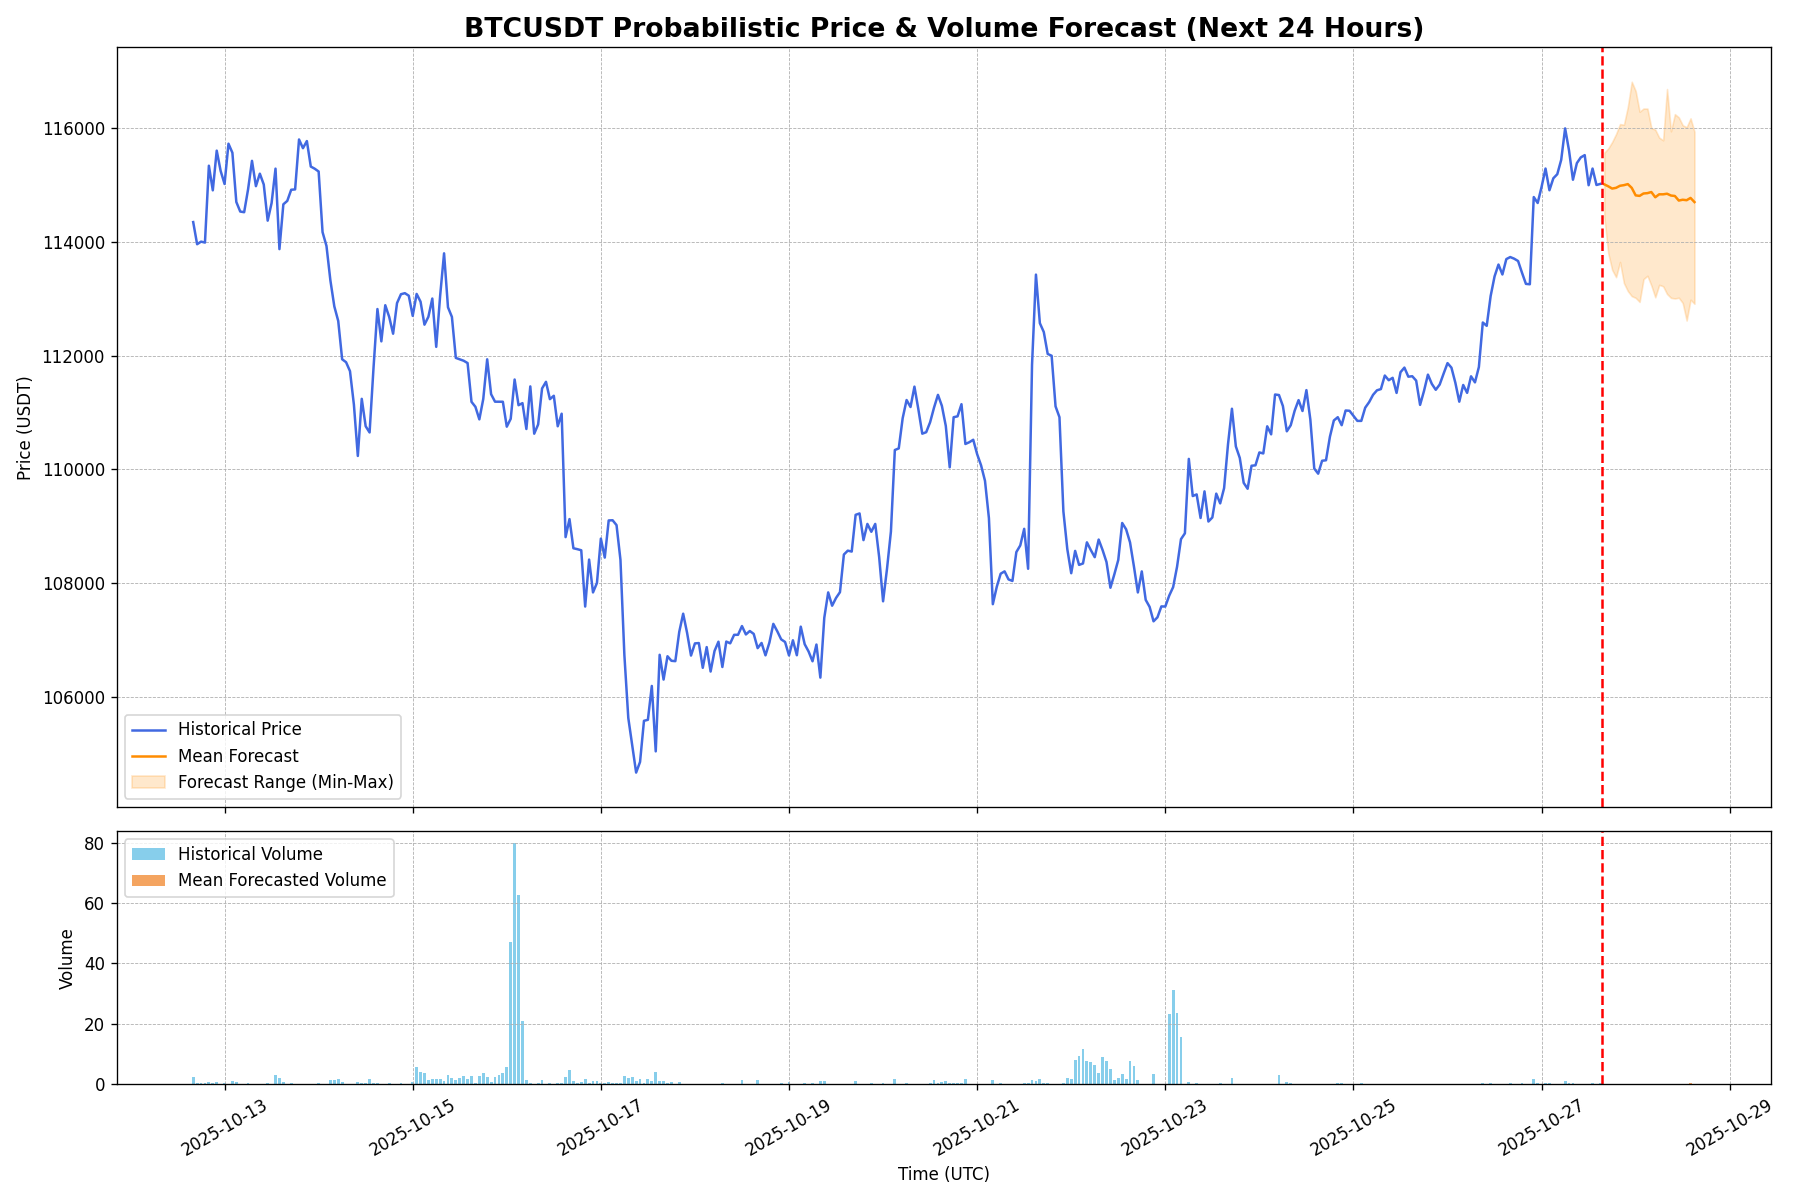 BTCUSDT Probabilistic Price & Volume Forecast (Next 24 Hours)
Price (USDT)
116000
114000
112000
110000
108000
106000
Historical Price
Mean Forecast
Forecast Range (Min-Max)
Volume
80
60
40
20
0
Historical Volume
Mean Forecasted Volume
2025-10-13
2025-10-15
2025-10-17
2025-10-19
2025-10-21
2025-10-23
2025-10-25
2025-10-27
2025-10-29
Time (UTC)